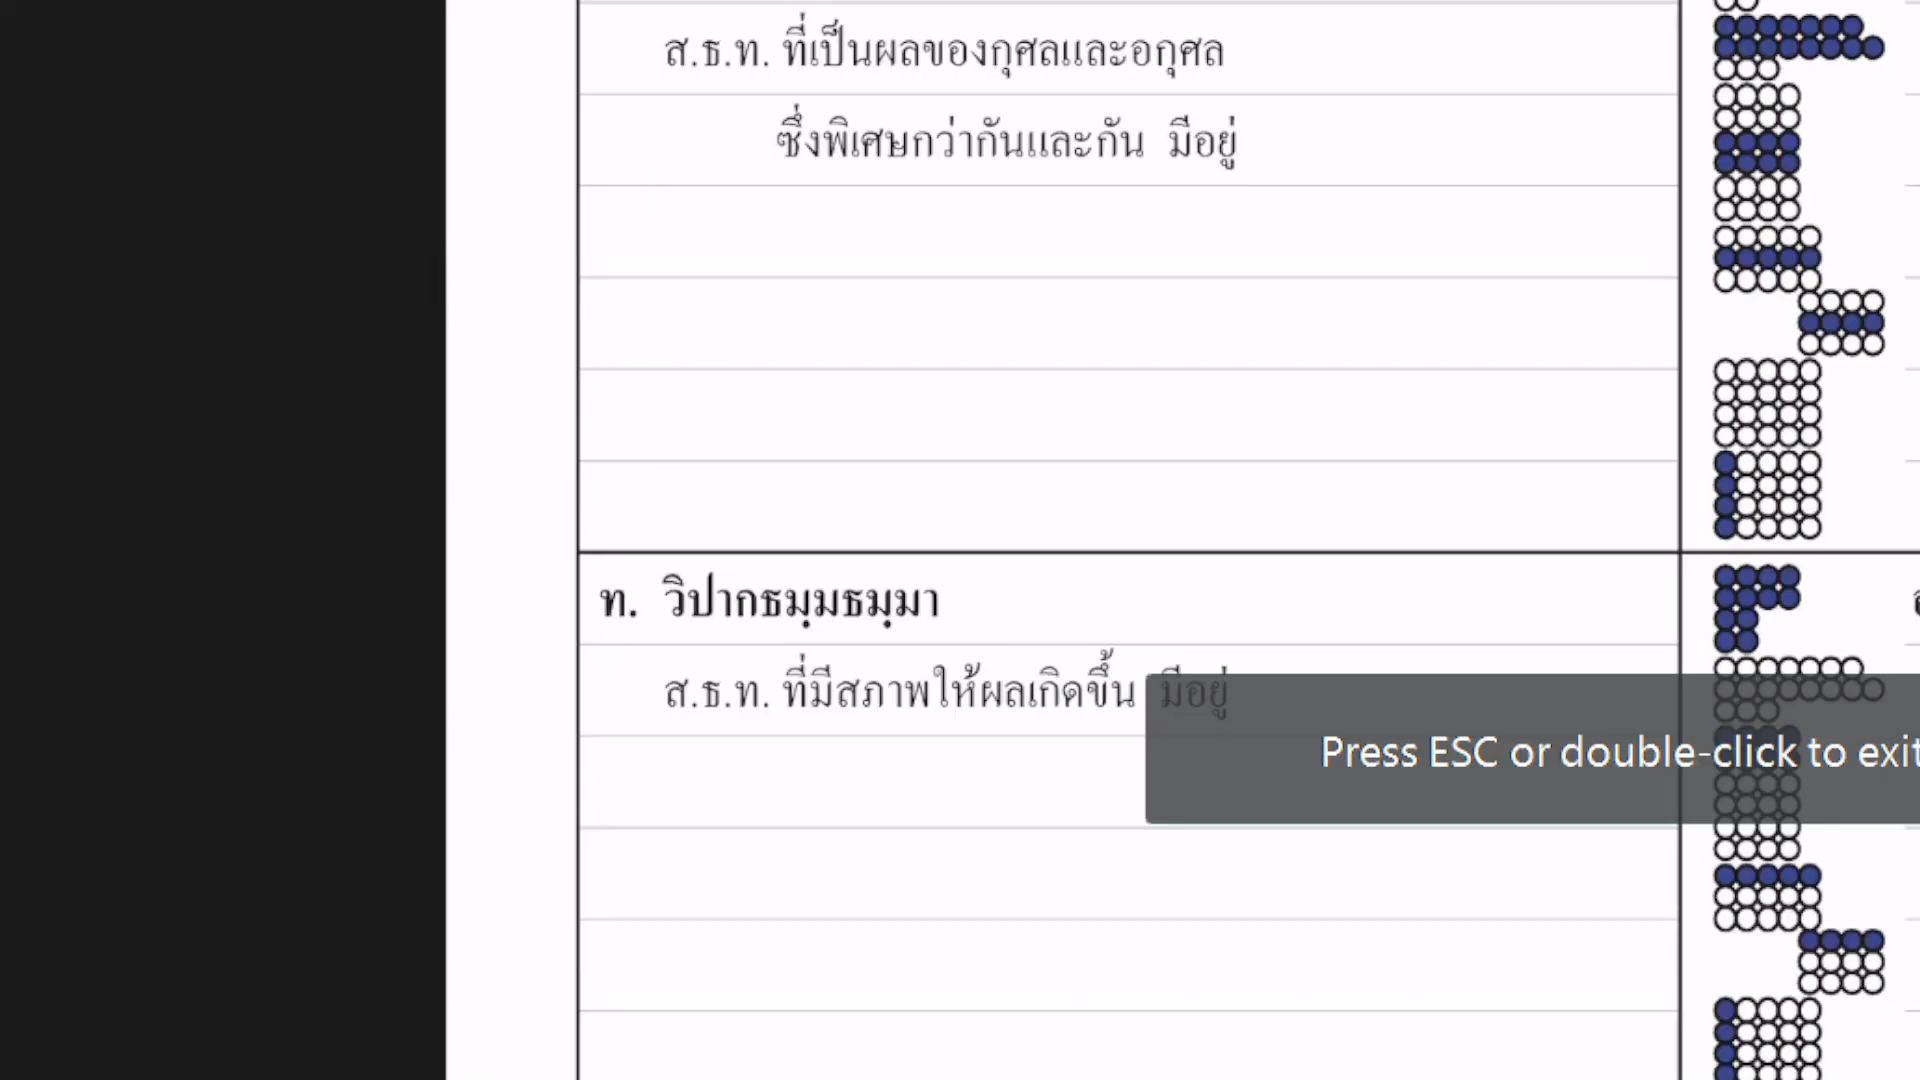 ส.ธ.ท. ที่เป็นผลของกุศลและอกุศล
ซึ่งพิเศษกว่ากันและกัน มีอยู่
ท. วิปากธมฺมธมฺมา
ส.ธ.ท. ที่มีสภาพให้ผลเกิดขึ้น มีอยู่
Press ESC or double-click to exit